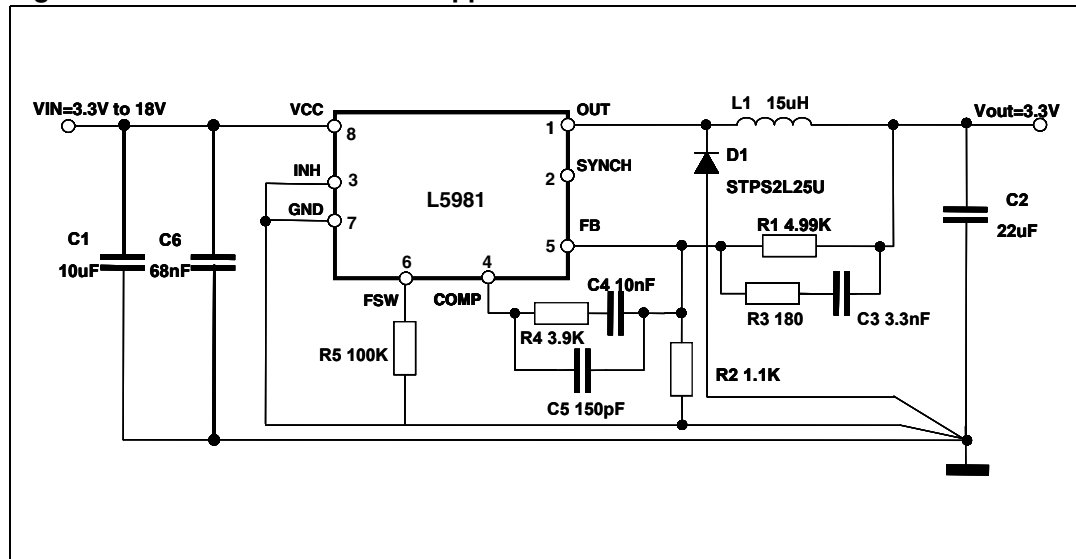 VIN=3.3V to 18V
VCC
8
INH
3
GND
7
L5981
OUT
1
SYNCH
2
FB
5
6
FSW
4
COMP
L1 15uH
Vout=3.3V
D1
STPS2L25U
C2
22uF
R1 4.99K
R3 180
C3 3.3nF
C1
10uF
C6
68nF
C4 10nF
R4 3.9K
R5 100K
C5 150pF
R2 1.1K